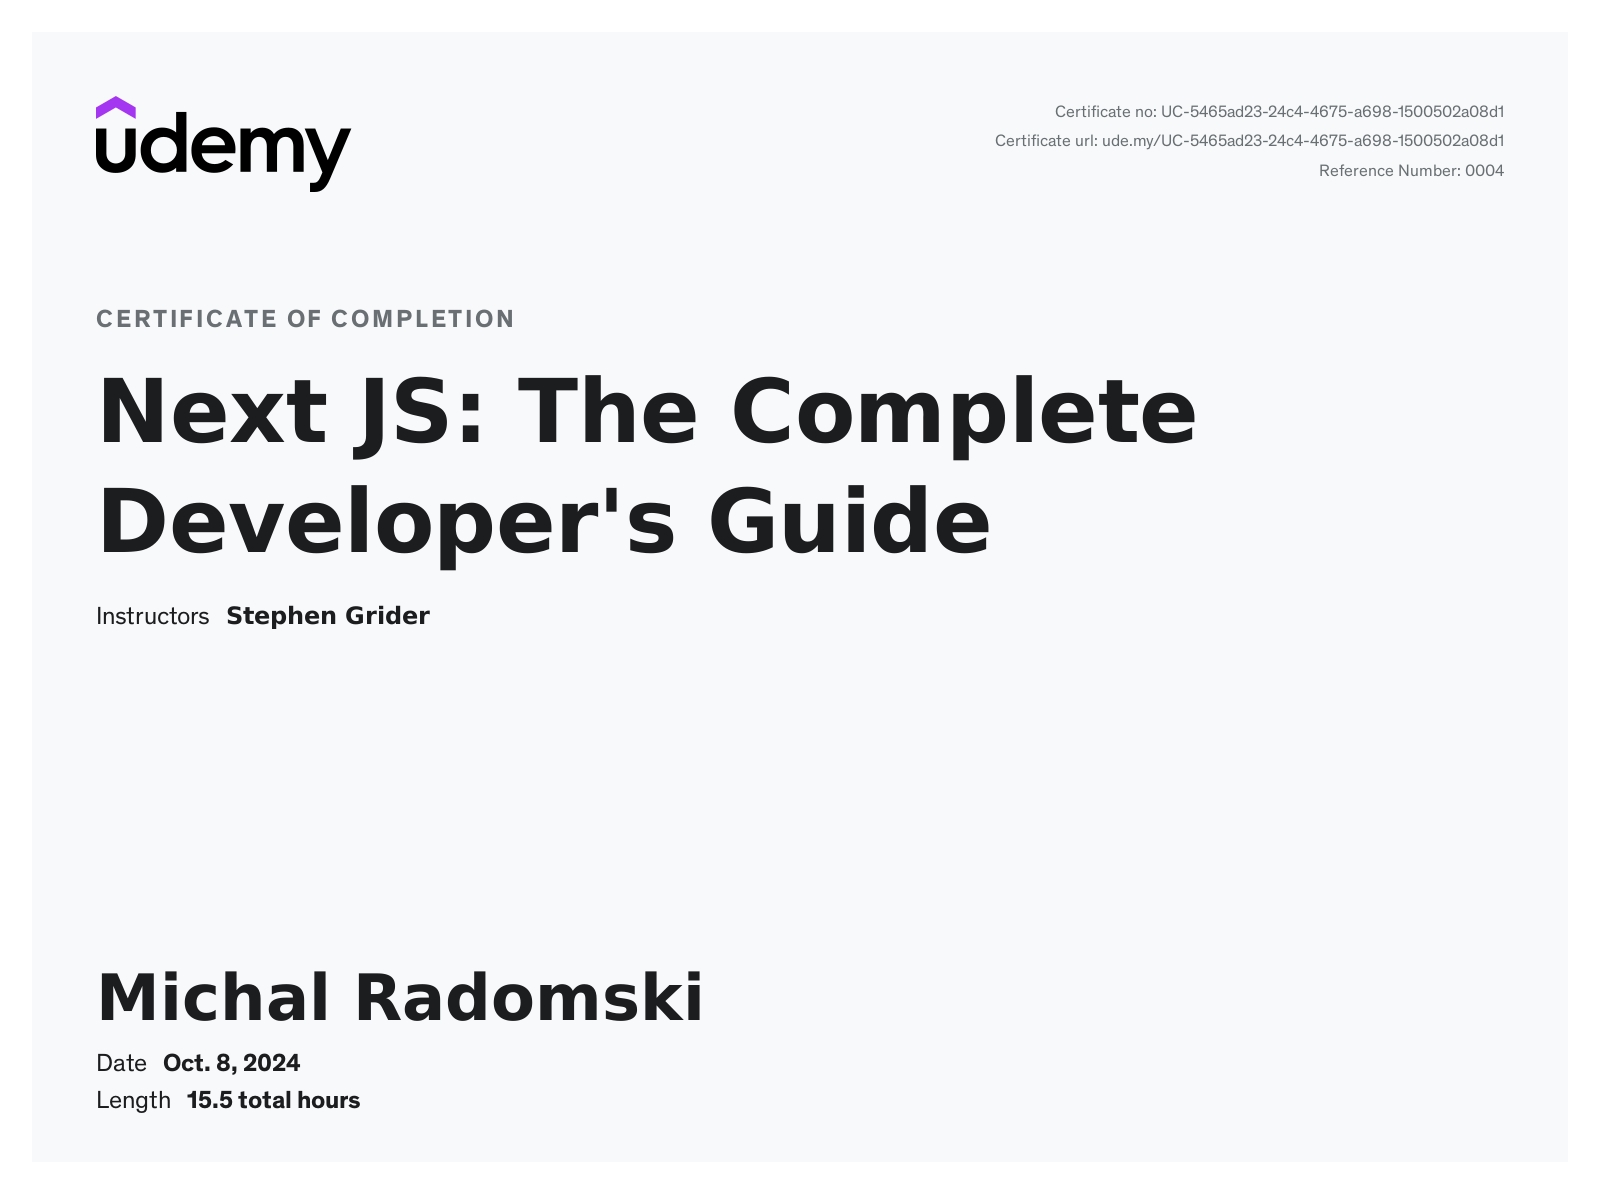 udemy
Certificate no: UC-5465ad23-24c4-4675-a698-1500502a08d1
Certificate url: ude.my/UC-5465ad23-24c4-4675-a698-1500502a08d1
Reference Number: 0004
CERTIFICATE OF COMPLETION
Next JS: The Complete
Developer's Guide
Instructors Stephen Grider
Michal Radomski
Date Oct. 8, 2024
Length 15.5 total hours